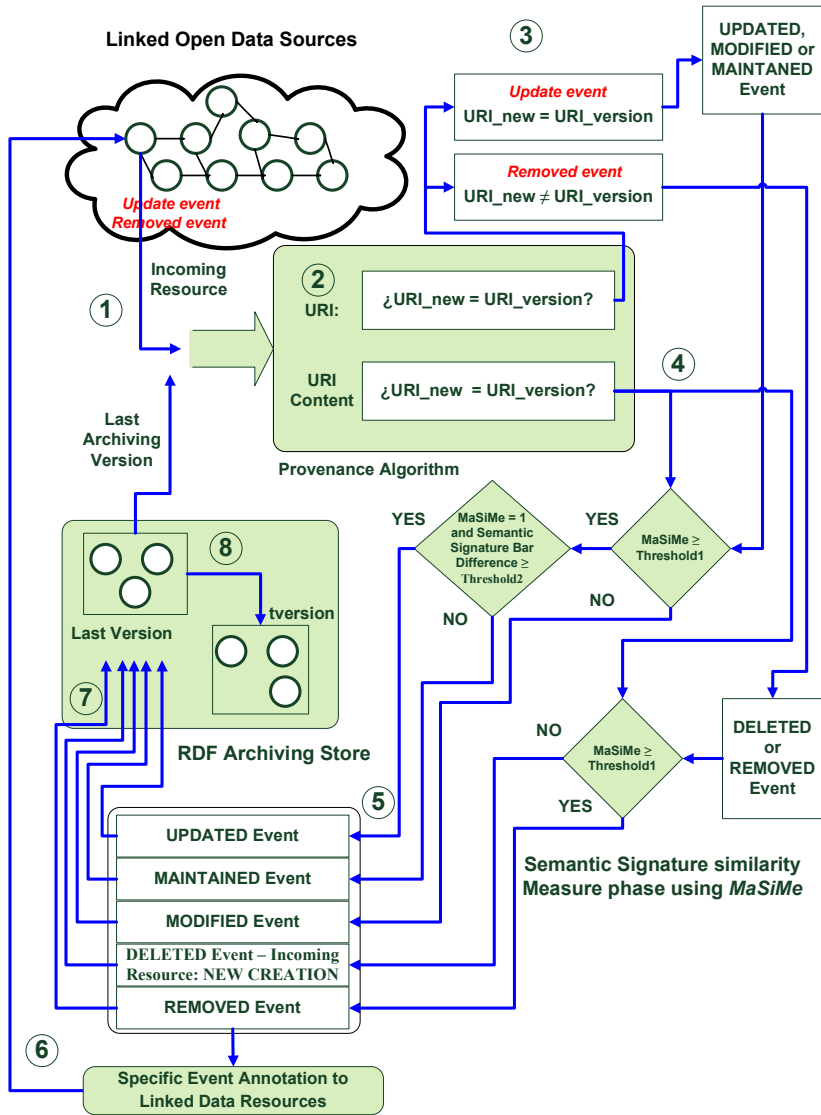 Linked Open Data Sources
3
UPDATED,
MODIFIED or
MAINTANED
Event
Update event
URI_new = URI_version
Removed event
URI_new ≠ URI_version
Update event
Removed event
Incoming
Resource
1
2
URI:
¿URI_new = URI_version?
URI
Content
¿URI_new = URI_version?
4
Provenance Algorithm
Last
Archiving
Version
YES
MaSiMe = 1
and Semantic
Signature Bar
Difference ≥
Threshold2
YES
MaSiMe ≥
Threshold1
NO
NO
8
tversion
Last Version
7
RDF Archiving Store
NO
MaSiMe ≥
Threshold1
YES
DELETED
or
REMOVED
Event
5
UPDATED Event
MAINTAINED Event
MODIFIED Event
DELETED Event – Incoming
Resource: NEW CREATION
REMOVED Event
Semantic Signature similarity
Measure phase using MaSiMe
6
Specific Event Annotation to
Linked Data Resources